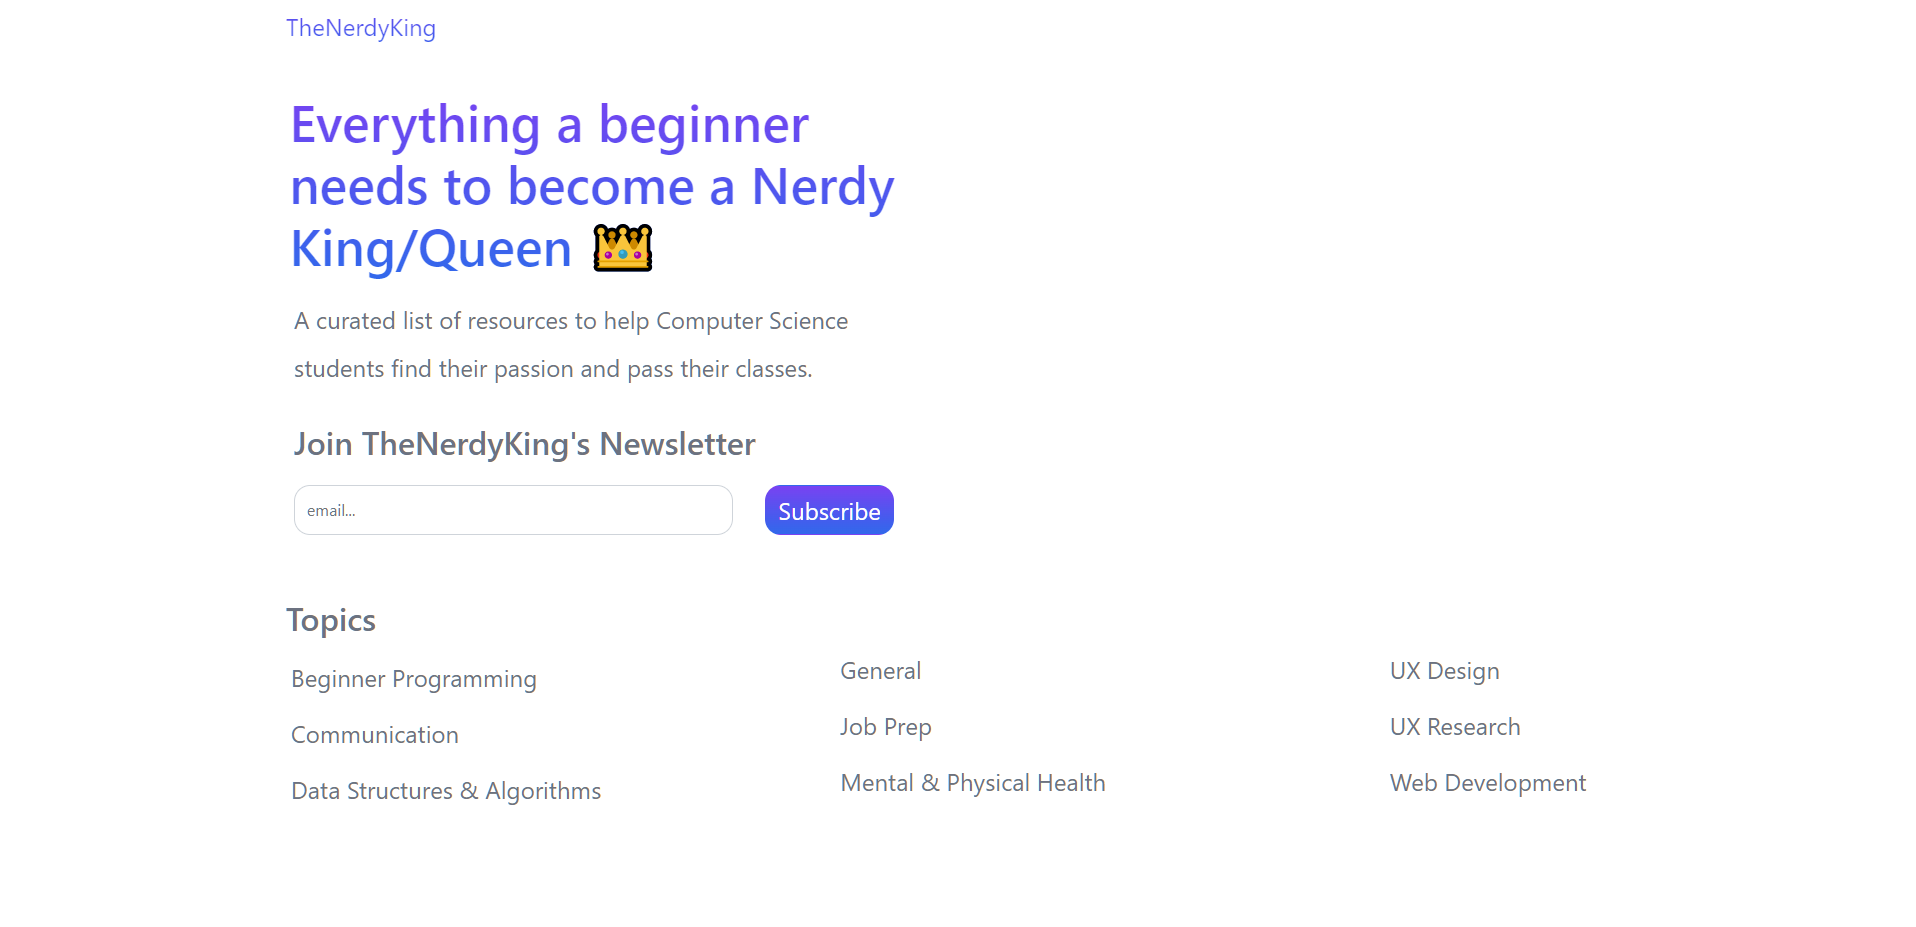 TheNerdyKing
Everything a beginner
needs to become a Nerdy
King/Queen 👑
A curated list of resources to help Computer Science
students find their passion and pass their classes.
Join TheNerdyKing's Newsletter
email...
Subscribe
Topics
Beginner Programming
Communication
Data Structures & Algorithms
General
Job Prep
Mental & Physical Health
UX Design
UX Research
Web Development